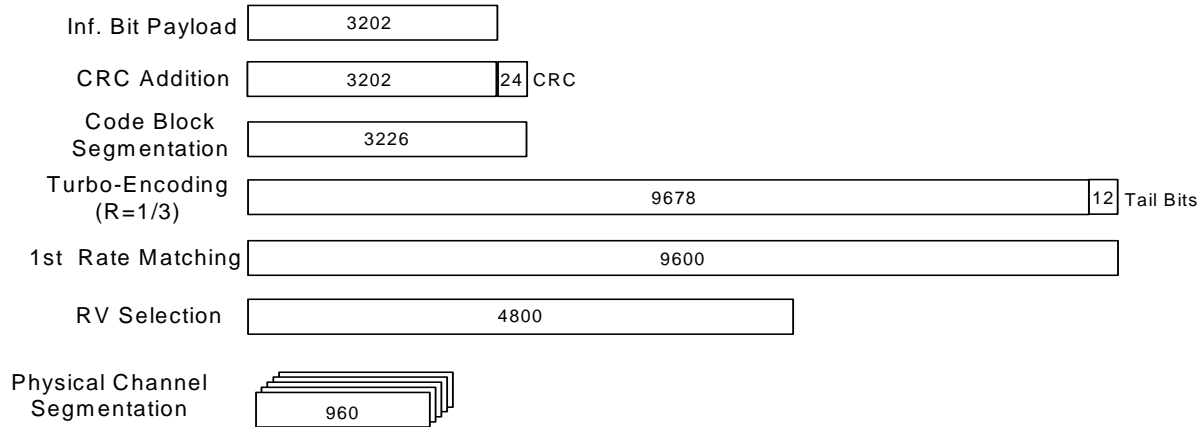 Inf. Bit Payload 3202
CRC Addition 3202 24 CRC
Code Block
Segmentation 3226
Turbo-Encoding
(R=1/3) 9678 12 Tail Bits
1st Rate Matching 9600
RV Selection 4800
Physical Channel
Segmentation 960